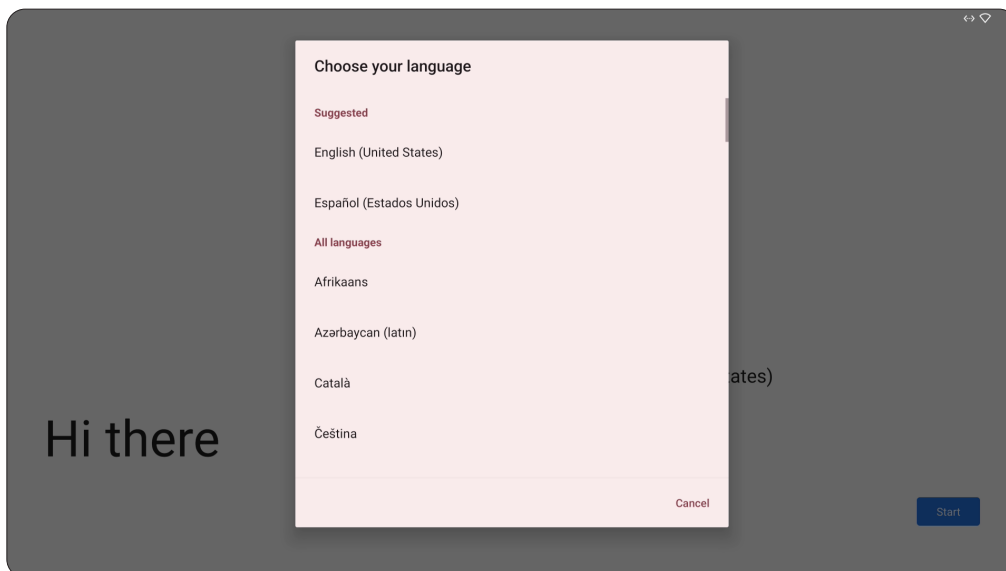 Choose your language
Suggested
English (United States)
Español (Estados Unidos)
All languages
Afrikaans
Azərbaycan (latın)
Català
Čeština
Cancel
Hi there
ates)
Start